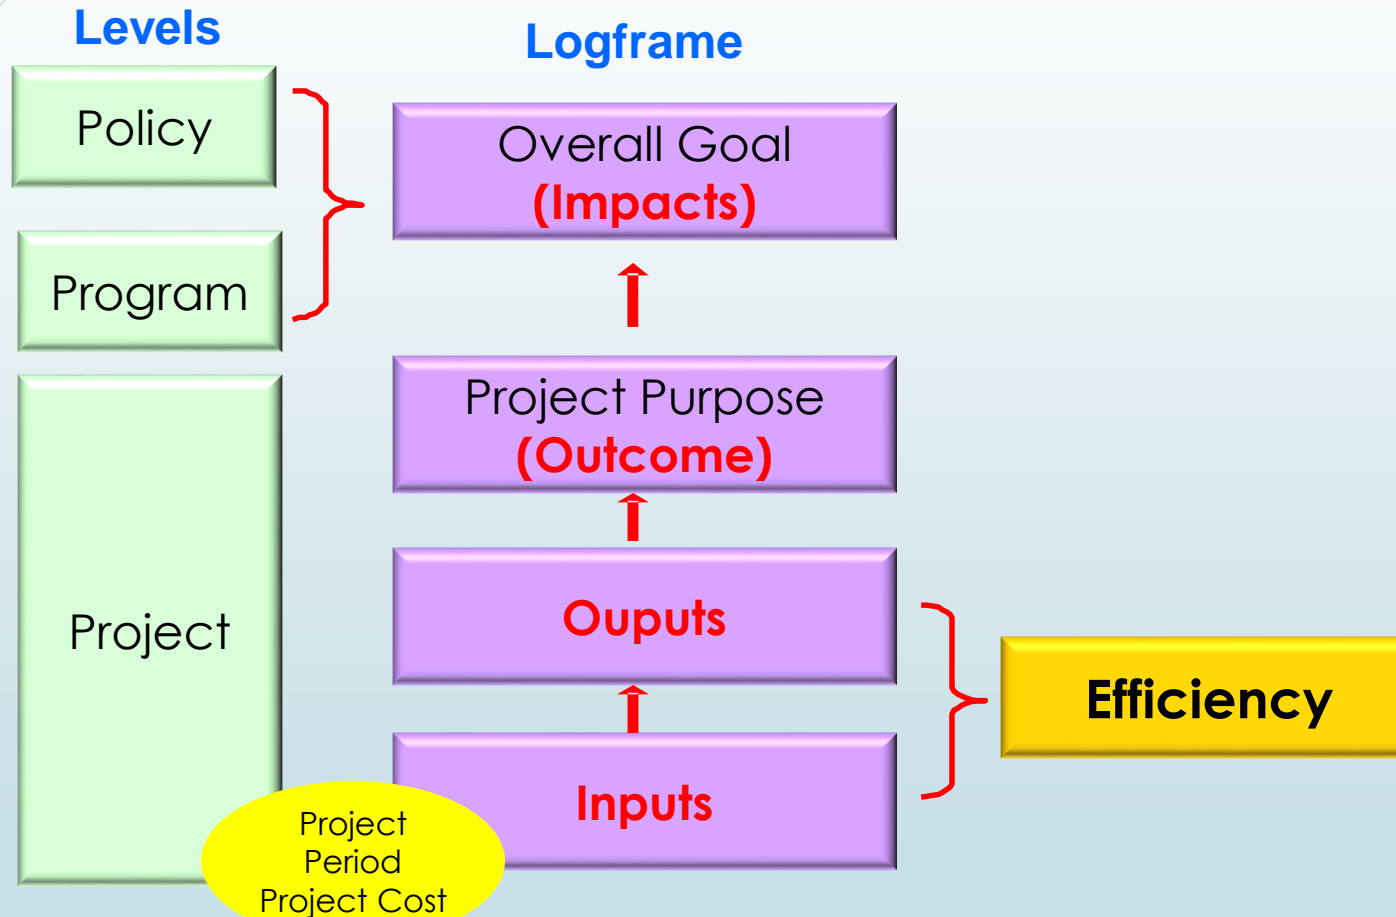 Levels
Logframe
Policy
Overall Goal
(Impacts)
Program
Project Purpose
(Outcome)
Project
Ouputs
Efficiency
Inputs
Project
Period
Project Cost